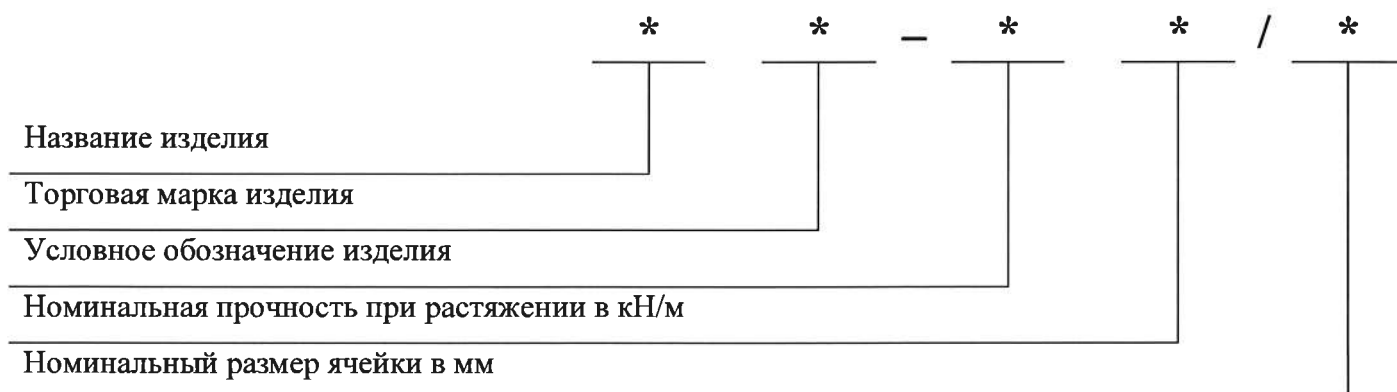 * * – * * / *
Название изделия
Торговая марка изделия
Условное обозначение изделия
Номинальная прочность при растяжении в кН/м
Номинальный размер ячейки в мм